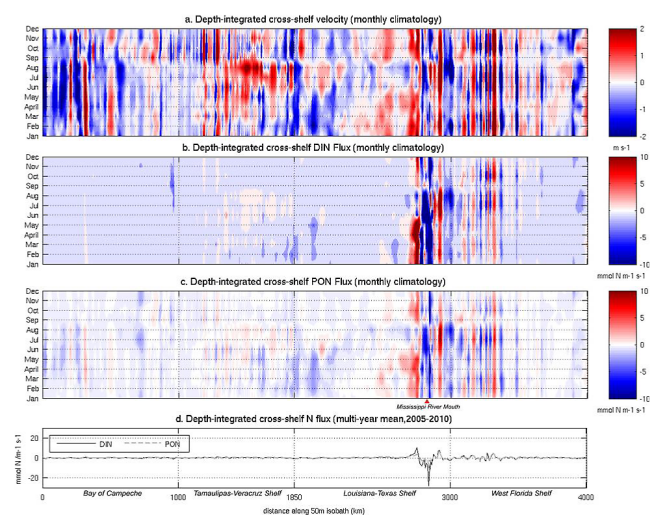 a. Depth-integrated cross-shelf velocity (monthly climatology)
Dec
Nov
Oct
Sep
Aug
Jul
Jun
May
April
Mar
Feb
Jan
2
1
0
-1
-2
m s-1
b. Depth-integrated cross-shelf DIN Flux (monthly climatology)
Dec
Nov
Oct
Sep
Aug
Jul
Jun
May
April
Mar
Feb
Jan
10
5
0
-5
-10
mmol N m-1 s-1
c. Depth-integrated cross-shelf PON Flux (monthly climatology)
Dec
Nov
Oct
Sep
Aug
Jul
Jun
May
April
Mar
Feb
Jan
10
5
0
-5
-10
mmol N m-1 s-1
Mississippi River Mouth
d. Depth-integrated cross-shelf N flux (multi-year mean,2005-2010)
mmol N /m-1 s-1
20
0
-20
DIN PON
0 Bay of Campeche 1000 Tamaulipas-Veracruz Shelf 1850 Louisiana-Texas Shelf 3000 West Florida Shelf 4000
distance along 50m isobath (km)